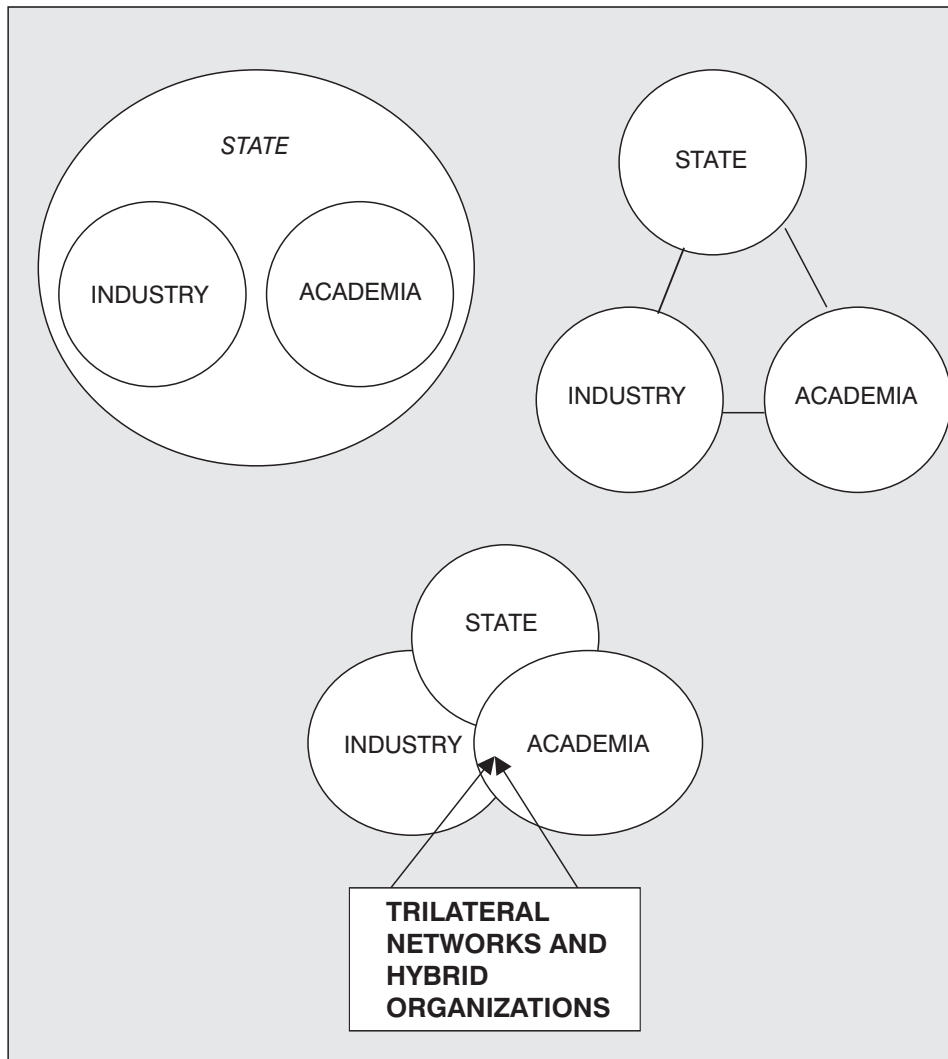 STATE
INDUSTRY
ACADEMIA
STATE
INDUSTRY
ACADEMIA
STATE
INDUSTRY
ACADEMIA
TRILATERAL
NETWORKS AND
HYBRID
ORGANIZATIONS